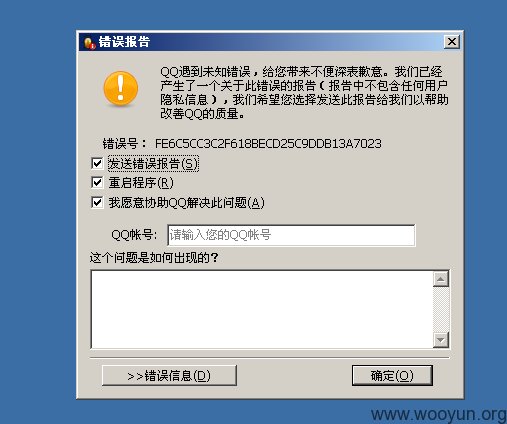 错误报告
QQ遇到未知错误，给您带来不便深表歉意。我们已经
产生了一个关于此错误的报告（报告中不包含任何用户
隐私信息），我们希望您选择发送此报告给我们以帮助
改善QQ的质量。
错误号： FE6C5CC3C2F618BECD25C9DDB13A7023
发送错误报告(S)
重启程序(R)
我愿意协助QQ解决此问题(A)
QQ帐号: 请输入您的QQ帐号
这个问题是如何出现的？
>>错误信息(D) 确定(O)
www.wooyun.org